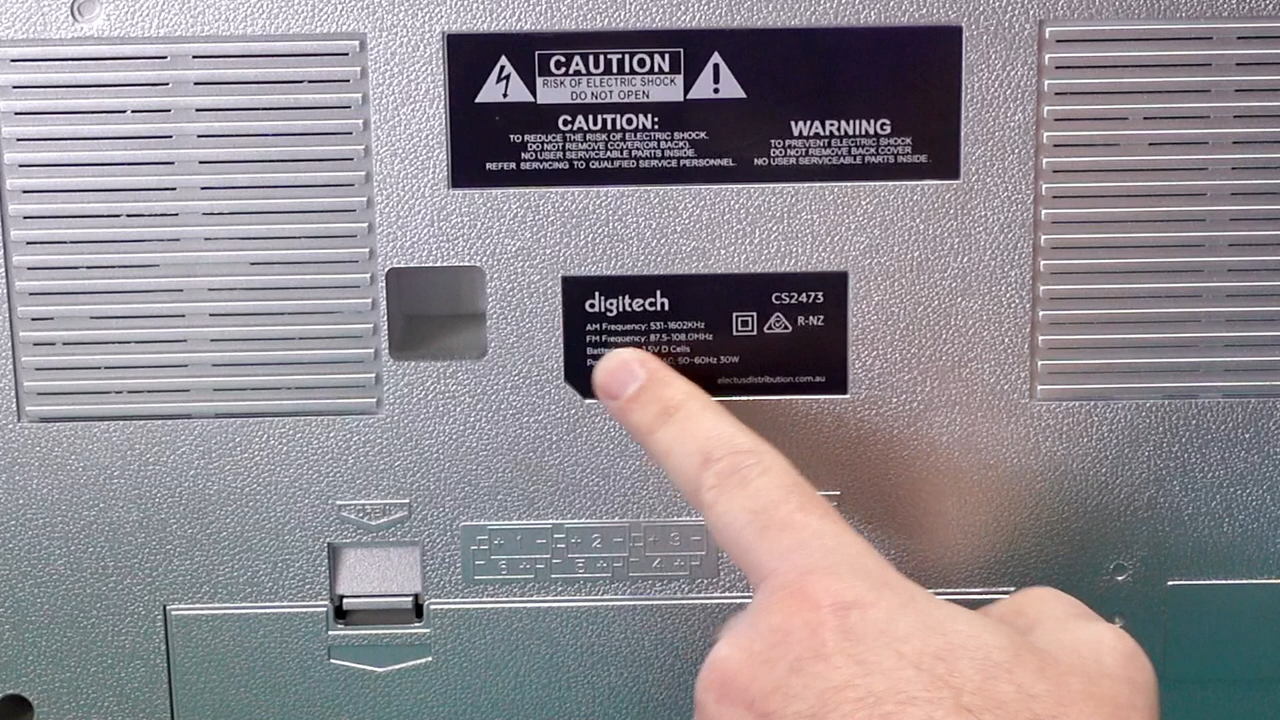 CAUTION
RISK OF ELECTRIC SHOCK
DO NOT OPEN
CAUTION:
TO REDUCE THE RISK OF ELECTRIC SHOCK.
DO NOT REMOVE COVER(OR BACK).
NO USER SERVICEABLE PARTS INSIDE.
REFER SERVICING TO QUALIFIED SERVICE PERSONNEL.
WARNING
TO PREVENT ELECTRIC SHOCK
DO NOT REMOVE BACK COVER
NO USER SERVICEABLE PARTS INSIDE.
digitech
CS2473
AM Frequency: 531-1602KHz
FM Frequency: 87.5-108.0MHz
R-NZ
1.5V D Cells
50-60Hz 30W
electusdistribution.com.au
+ 1 - + 2 - + 3
6 5 4